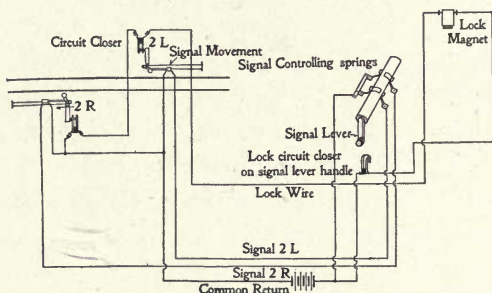 Circuit Closer
2 L
Signal Movement
Lock
Magnet
Signal Controlling springs
2 R
Signal Lever
Lock circuit closer
on signal lever handle
Lock Wire
Signal 2 L
Signal 2 R
Common Return